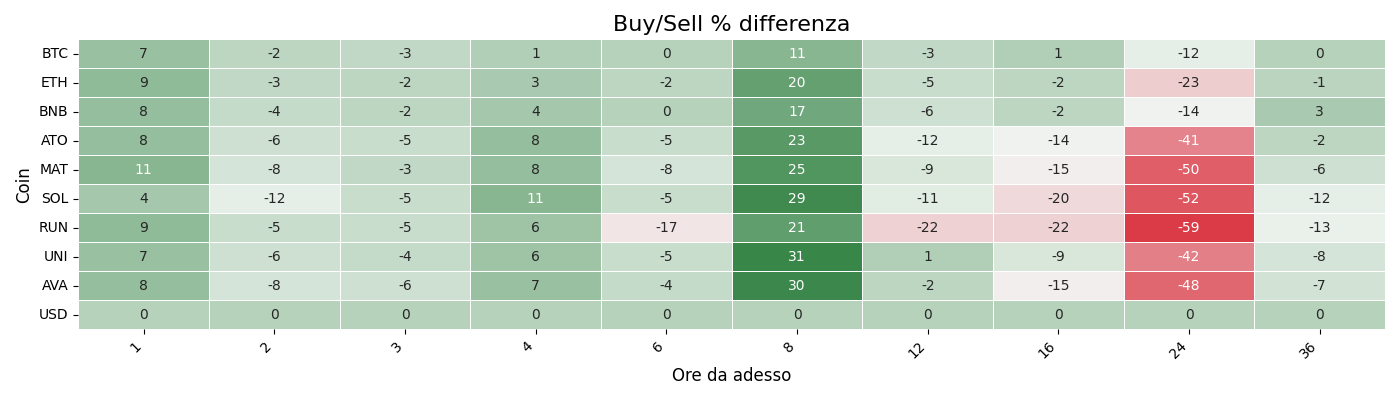 Buy/Sell % differenza
Coin
BTC 7 -2 -3 1 0 11 -3 1 -12 0
ETH 9 -3 -2 3 -2 20 -5 -2 -23 -1
BNB 8 -4 -2 4 0 17 -6 -2 -14 3
ATO 8 -6 -5 8 -5 23 -12 -14 -41 -2
MAT 11 -8 -3 8 -8 25 -9 -15 -50 -6
SOL 4 -12 -5 11 -5 29 -11 -20 -52 -12
RUN 9 -5 -5 6 -17 21 -22 -22 -59 -13
UNI 7 -6 -4 6 -5 31 1 -9 -42 -8
AVA 8 -8 -6 7 -4 30 -2 -15 -48 -7
USD 0 0 0 0 0 0 0 0 0 0
1 2 3 4 6 8 12 16 24 36
Ore da adesso